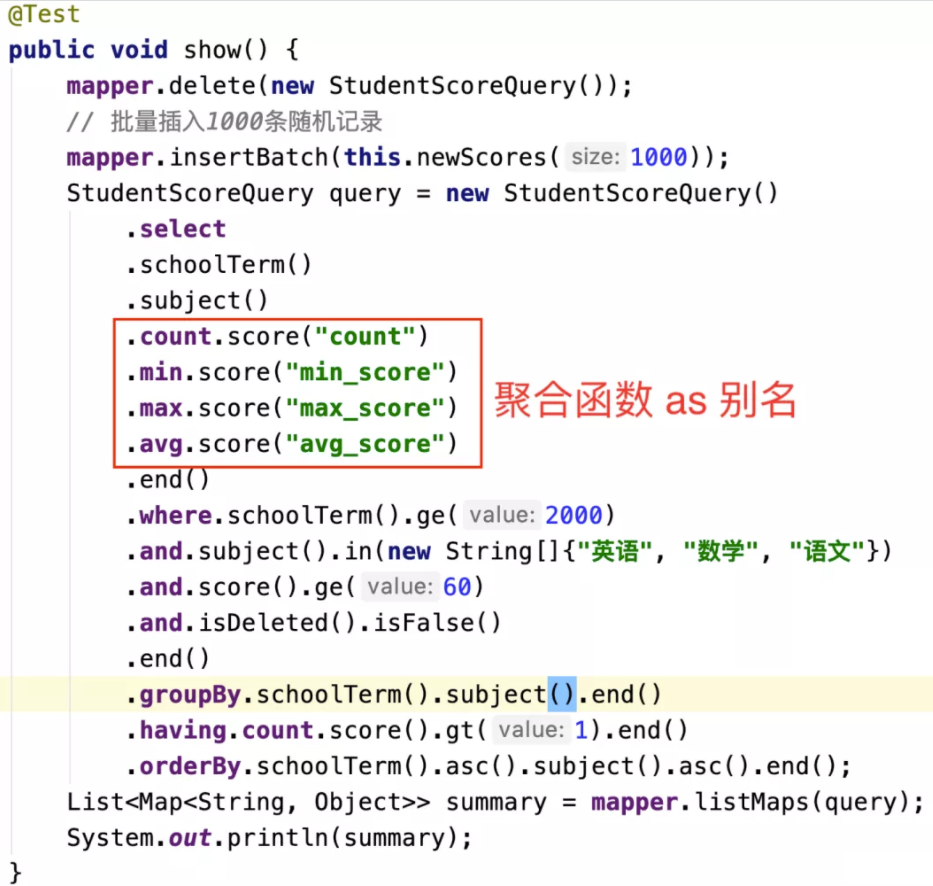 @Test
public void show() {
mapper.delete(new StudentScoreQuery());
// 批量插入1000条随机记录
mapper.insertBatch(this.newScores( size: 1000));
StudentScoreQuery query = new StudentScoreQuery()
.select
.schoolTerm()
.subject()
.count.score("count")
.min.score("min_score")
.max.score("max_score")
.avg.score("avg_score")
聚合函数 as 别名
.end()
.where.schoolTerm().ge( value: 2000)
.and.subject().in(new String[]{"英语", "数学", "语文"})
.and.score().ge( value: 60)
.and.isDeleted().isFalse()
.end()
.groupBy.schoolTerm().subject().end()
.having.count.score().gt( value: 1).end()
.orderBy.schoolTerm().asc().subject().asc().end();
List<Map<String, Object>> summary = mapper.listMaps(query);
System.out.println(summary);
}